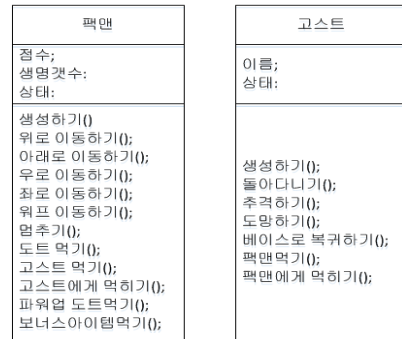 팩맨
점수;
생명갯수:
상태:
생성하기()
위로 이동하기();
아래로 이동하기();
우로 이동하기();
좌로 이동하기();
워프 이동하기();
멈추기();
도트 먹기();
고스트 먹기();
고스트에게 먹히기();
파워업 도트먹기();
보너스아이템먹기();
고스트
이름;
상태:
생성하기();
돌아다니기();
추격하기();
도망하기();
베이스로 복귀하기();
팩맨먹기();
팩맨에게 먹히기();